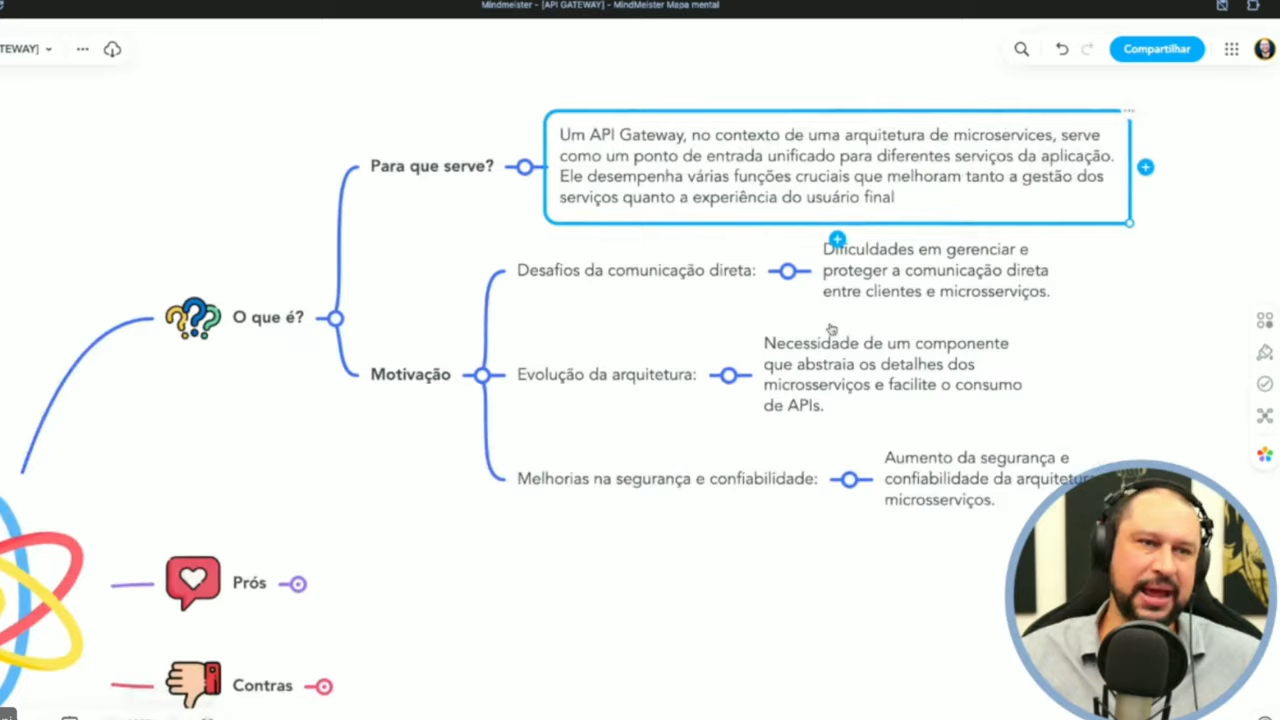 Mindmeister - [API GATEWAY] - MindMeister Mapa mental
TEWAY]
Compartilhar
Um API Gateway, no contexto de uma arquitetura de microservices, serve
como um ponto de entrada unificado para diferentes serviços da aplicação.
Ele desempenha várias funções cruciais que melhoram tanto a gestão dos
serviços quanto a experiência do usuário final
Para que serve?
Desafios da comunicação direta:
Dificuldades em gerenciar e
proteger a comunicação direta
entre clientes e microsserviços.
O que é?
Motivação
Evolução da arquitetura:
Necessidade de um componente
que abstraia os detalhes dos
microsserviços e facilite o consumo
de APIs.
Melhorias na segurança e confiabilidade:
Aumento da segurança e
confiabilidade da arquitetur
microsserviços.
Prós
Contras